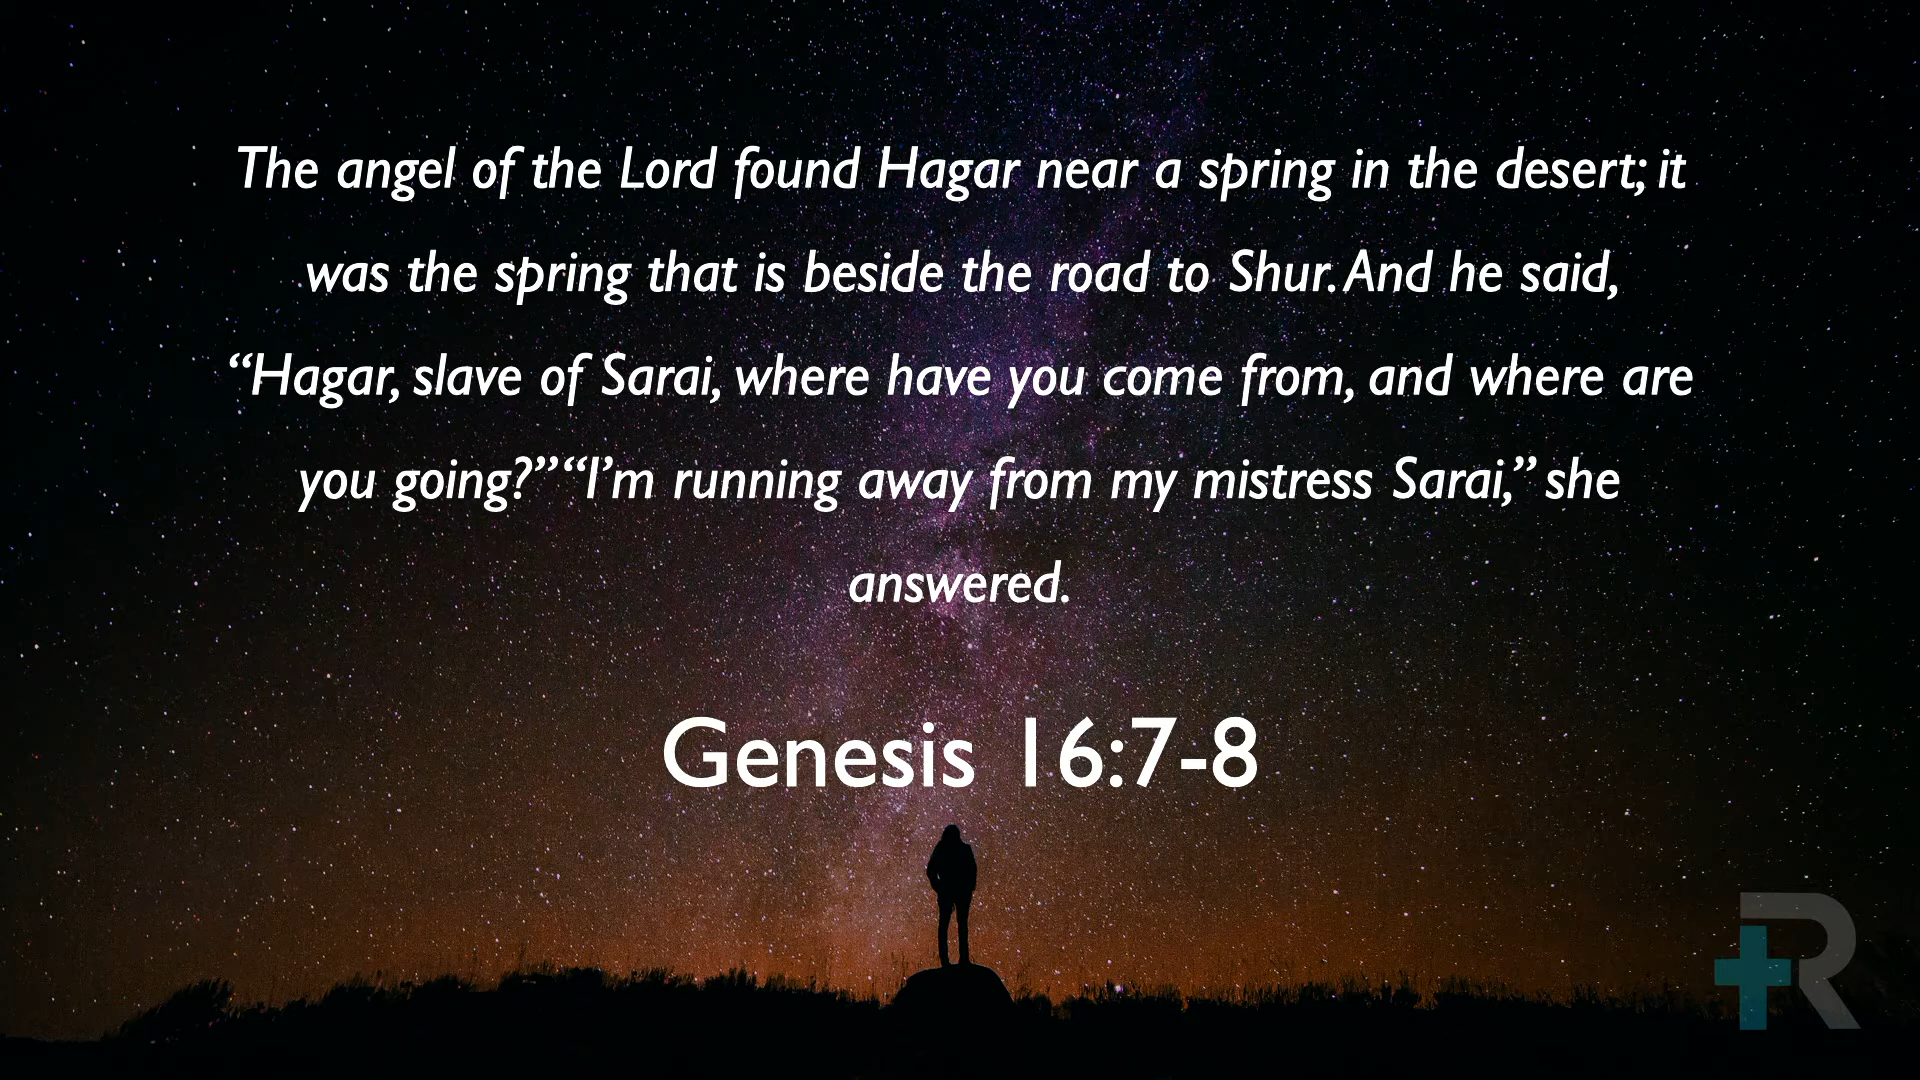 The angel of the Lord found Hagar near a spring in the desert; it
was the spring that is beside the road to Shur. And he said,
“Hagar, slave of Sarai, where have you come from, and where are
you going?” “I’m running away from my mistress Sarai,” she
answered.
Genesis 16:7-8
R